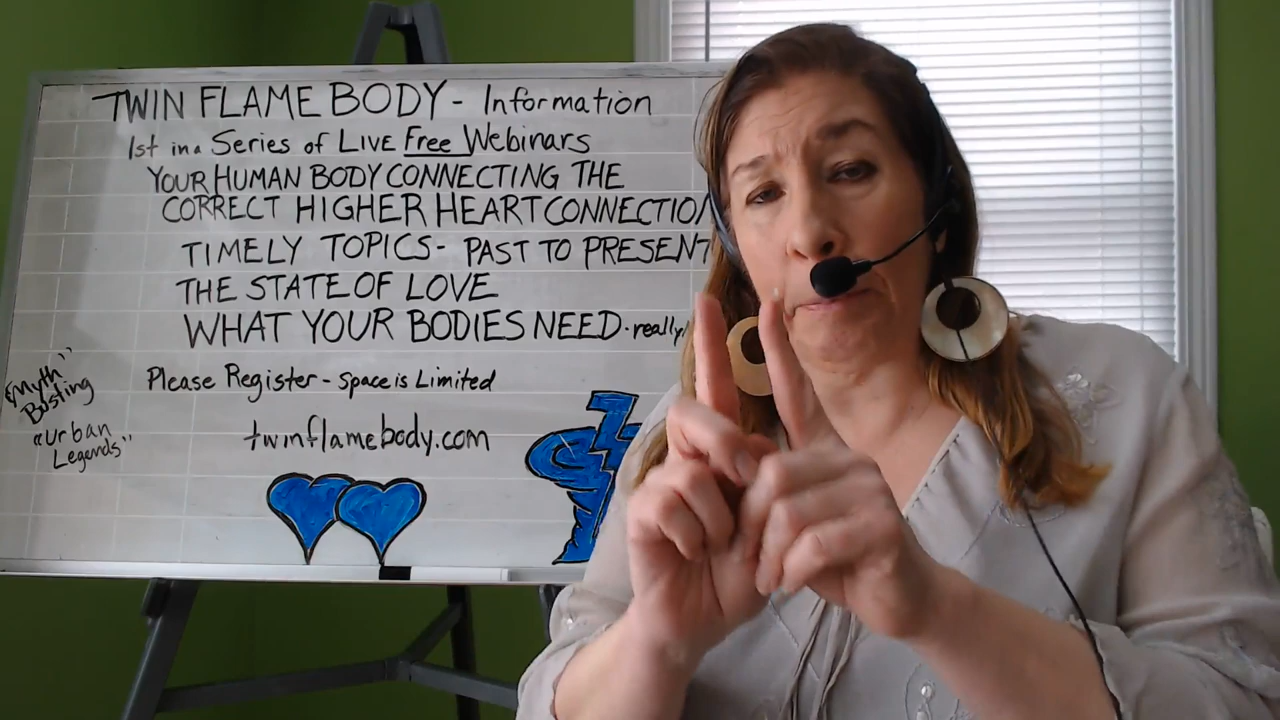 TWIN FLAME BODY - Information
1st in a Series of LIVE Free Webinars
YOUR HUMAN BODY CONNECTING THE
CORRECT HIGHER HEART CONNECTION
TIMELY TOPICS - PAST TO PRESENT
THE STATE OF LOVE
WHAT YOUR BODIES NEED - really!
Please Register - Space is Limited
twinflamebody.com
"Myth"
Busting
"Urban
Legends"